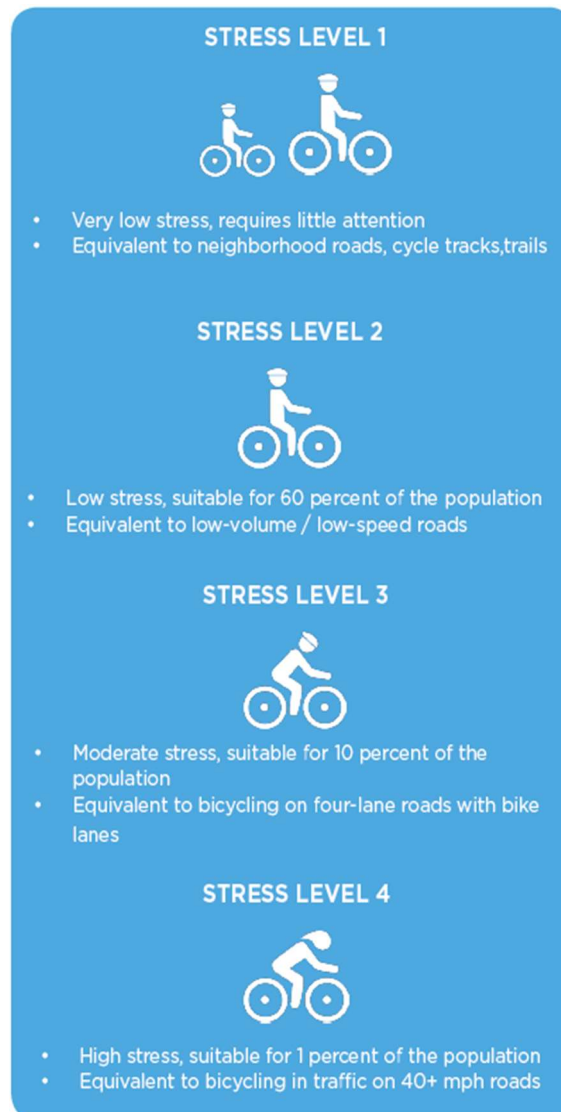 STRESS LEVEL 1
• Very low stress, requires little attention
• Equivalent to neighborhood roads, cycle tracks,trails
STRESS LEVEL 2
• Low stress, suitable for 60 percent of the population
• Equivalent to low-volume / low-speed roads
STRESS LEVEL 3
• Moderate stress, suitable for 10 percent of the
population
• Equivalent to bicycling on four-lane roads with bike
lanes
STRESS LEVEL 4
• High stress, suitable for 1 percent of the population
• Equivalent to bicycling in traffic on 40+ mph roads